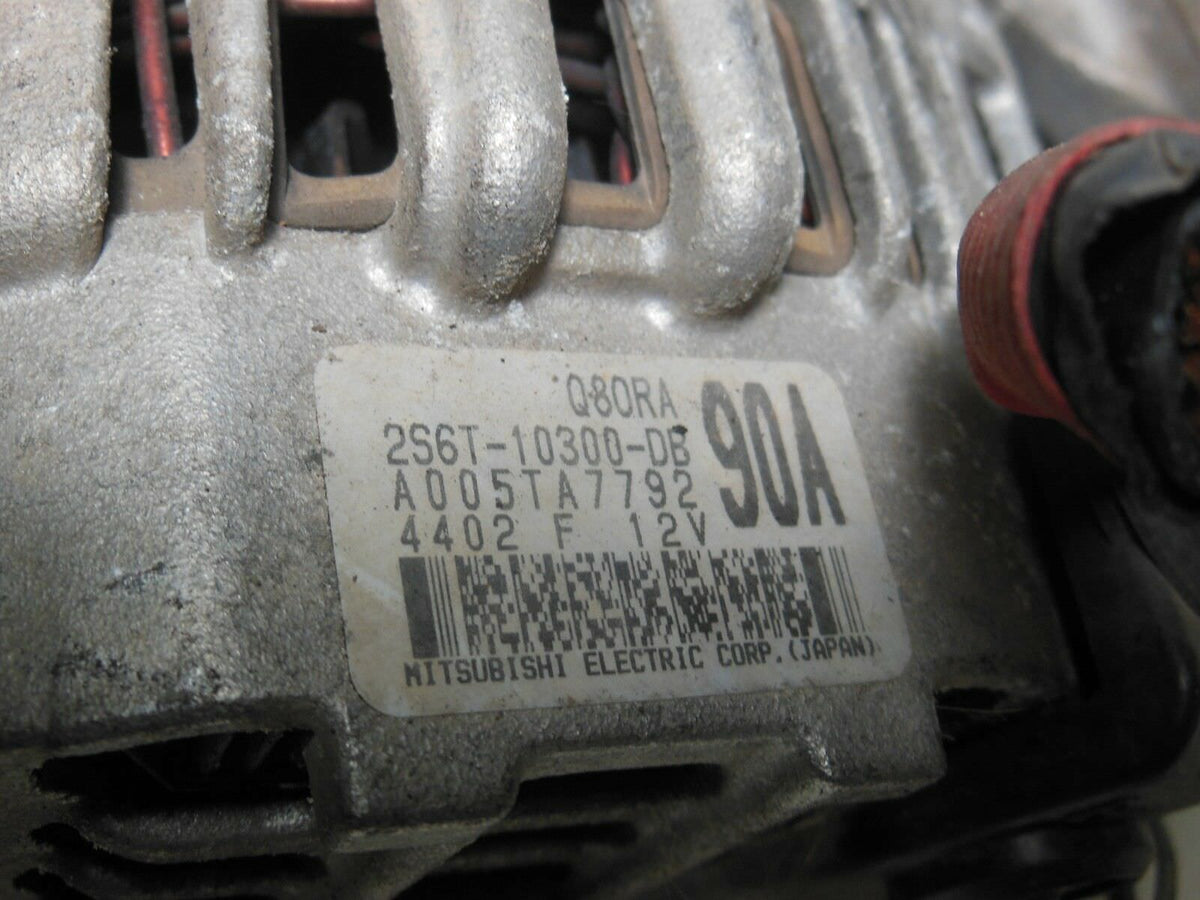 Q80RA
2S6T-10300-DB
90A
A005TA7792
4402 F 12V
MITSUBISHI ELECTRIC CORP.(JAPAN)